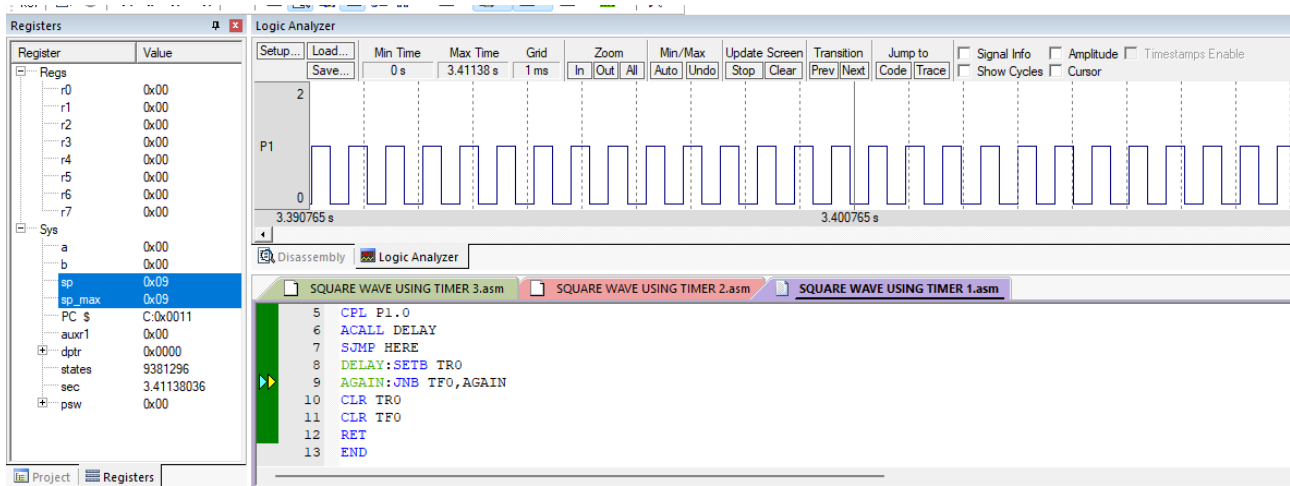 Registers
Register Value
Regs
r0 0x00
r1 0x00
r2 0x00
r3 0x00
r4 0x00
r5 0x00
r6 0x00
r7 0x00
Sys
a 0x00
b 0x00
sp 0x09
sp_max 0x09
PC $ C:0x0011
auxr1 0x00
dptr 0x0000
states 9381296
sec 3.41138036
psw 0x00
Project Registers
Logic Analyzer
Setup... Load... Min Time Max Time Grid Zoom Min/Max Update Screen Transition Jump to Signal Info Amplitude Timestamps Enable
Save... 0 s 3.41138 s 1 ms In Out All Auto Undo Stop Clear Prev Next Code Trace Show Cycles Cursor
2
P1
0
3.390765 s 3.400765 s
Disassembly Logic Analyzer
SQUARE WAVE USING TIMER 3.asm SQUARE WAVE USING TIMER 2.asm SQUARE WAVE USING TIMER 1.asm
5 CPL P1.0
6 ACALL DELAY
7 SJMP HERE
8 DELAY:SETB TR0
9 AGAIN:JNB TF0,AGAIN
10 CLR TR0
11 CLR TF0
12 RET
13 END